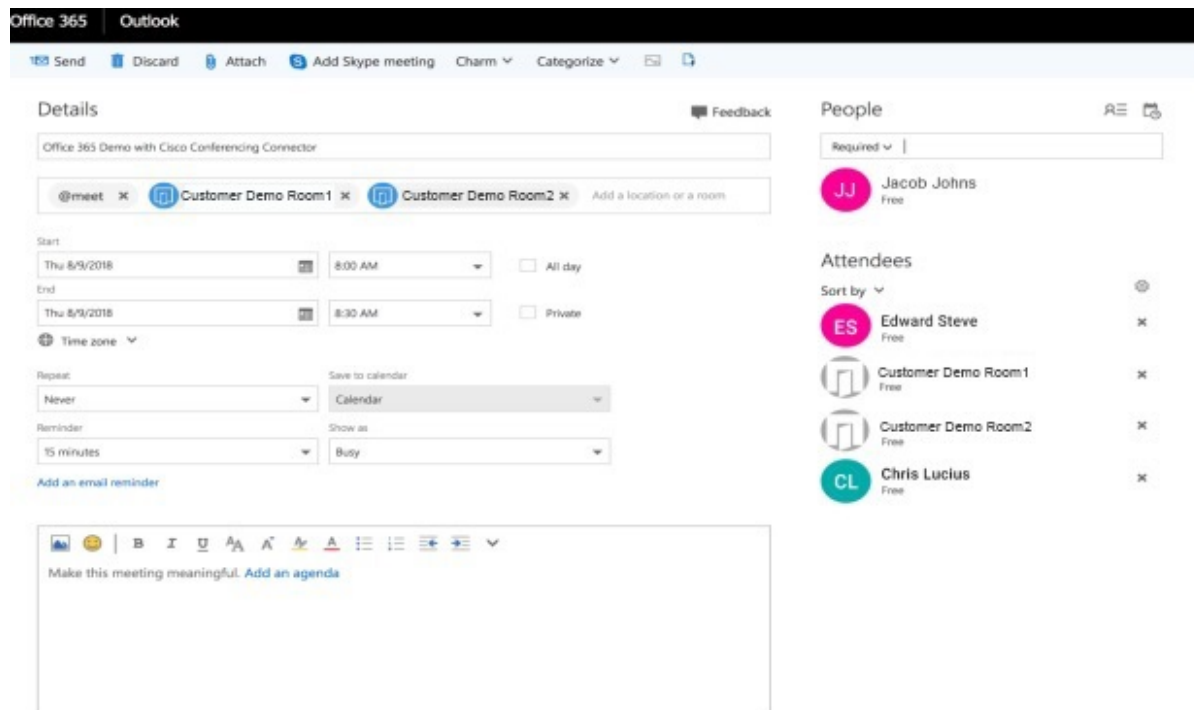 Office 365 Outlook
Send Discard Attach Add Skype meeting Charm Categorize
Details
Feedback
Office 365 Demo with Cisco Conferencing Connector
@meet Customer Demo Room1 Customer Demo Room2 Add a location or a room
Start
Thu 8/9/2018 8:00 AM All day
End
Thu 8/9/2018 8:30 AM Private
Time zone
Repeat Save to calendar
Never Calendar
Reminder Show as
15 minutes Busy
Add an email reminder
B I U AA A A A
Make this meeting meaningful. Add an agenda
People
Required
JJ Jacob Johns
Free
Attendees
Sort by
ES Edward Steve
Free
Customer Demo Room1
Free
Customer Demo Room2
Free
CL Chris Lucius
Free